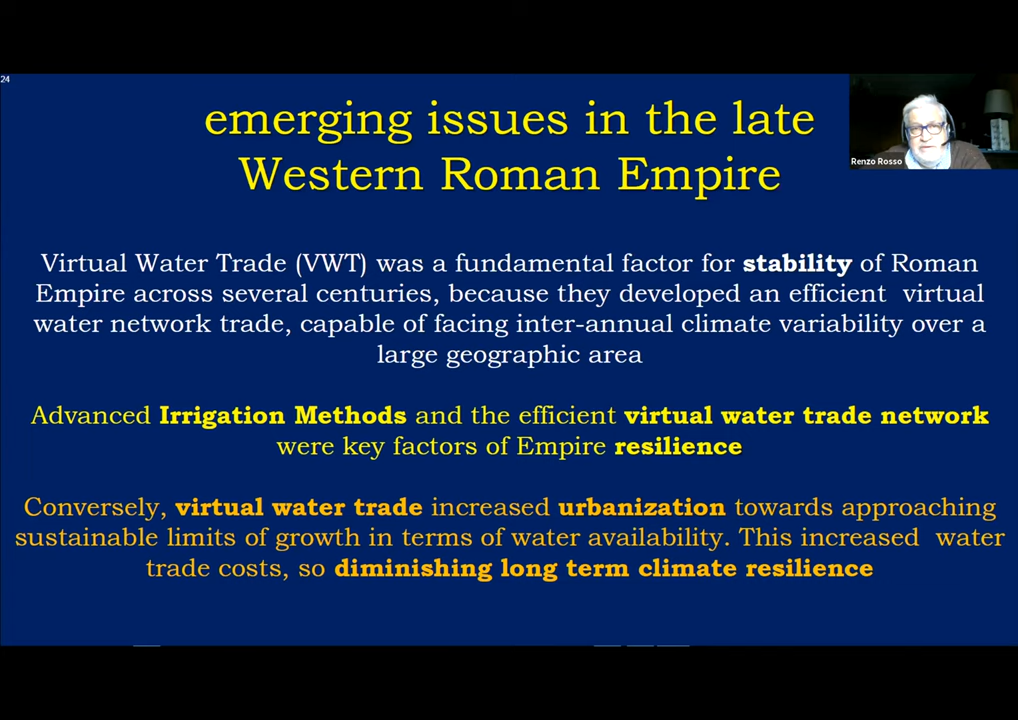 24
emerging issues in the late
Western Roman Empire
Renzo Rosso
Virtual Water Trade (VWT) was a fundamental factor for stability of Roman
Empire across several centuries, because they developed an efficient virtual
water network trade, capable of facing inter-annual climate variability over a
large geographic area
Advanced Irrigation Methods and the efficient virtual water trade network
were key factors of Empire resilience
Conversely, virtual water trade increased urbanization towards approaching
sustainable limits of growth in terms of water availability. This increased water
trade costs, so diminishing long term climate resilience